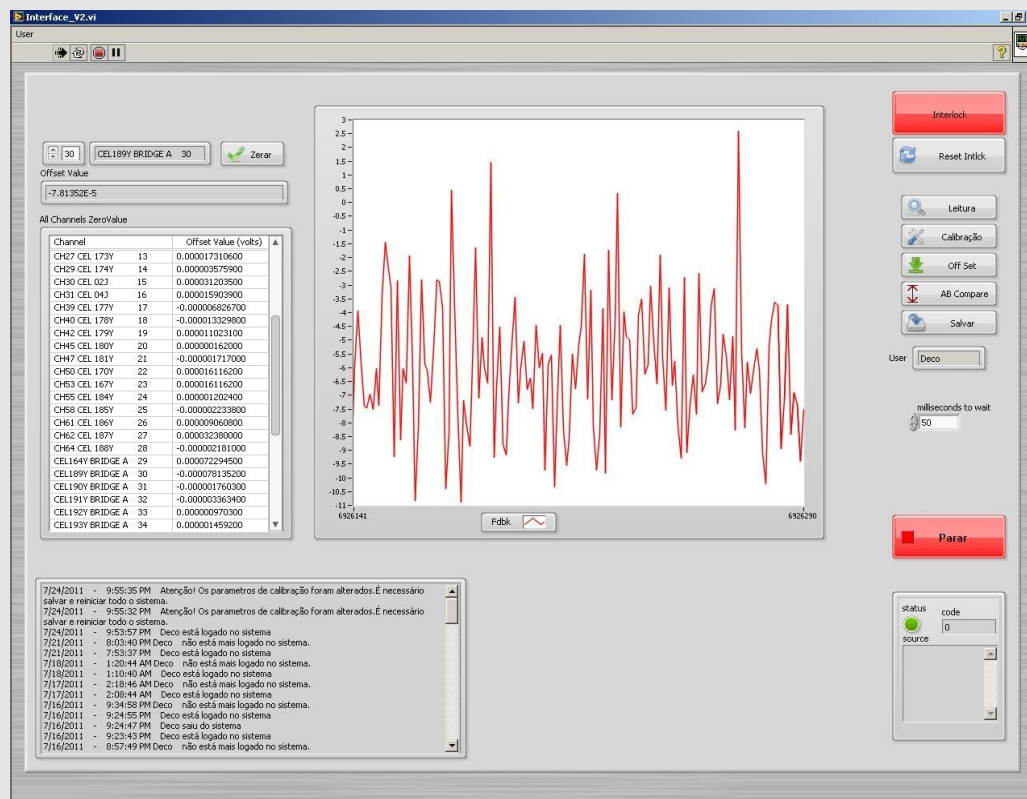 Interface_V2.vi
User
30 CEL189Y BRIDGE A 30 Zerar
Offset Value
-7.81352E-5
All Channels ZeroValue
Channel Offset Value (volts)
CH27 CEL 173Y 13 0.000017310600
CH29 CEL 174Y 14 0.000003575900
CH30 CEL 02J 15 0.000031203500
CH31 CEL 04J 16 0.000015903900
CH39 CEL 177Y 17 -0.000006826700
CH40 CEL 178Y 18 -0.000013329800
CH42 CEL 179Y 19 0.000011023100
CH45 CEL 180Y 20 0.000000162000
CH47 CEL 181Y 21 -0.000001717000
CH50 CEL 170Y 22 0.000016116200
CH53 CEL 167Y 23 0.000016116200
CH55 CEL 184Y 24 0.000001202400
CH58 CEL 185Y 25 -0.000002233800
CH61 CEL 186Y 26 0.000009060800
CH62 CEL 187Y 27 0.000032380000
CH64 CEL 188Y 28 -0.000002181000
CEL164Y BRIDGE A 29 0.000072294500
CEL189Y BRIDGE A 30 -0.000078135200
CEL190Y BRIDGE A 31 -0.000001760300
CEL191Y BRIDGE A 32 -0.000003363400
CEL192Y BRIDGE A 33 0.000000970300
CEL193Y BRIDGE A 34 0.000001459200
3
2.5
2
1.5
1
0.5
0
-0.5
-1
-1.5
-2
-2.5
-3
-3.5
-4
-4.5
-5
-5.5
-6
-6.5
-7
-7.5
-8
-8.5
-9
-9.5
-10
-10.5
-11
6926141 6926290
Fdbk
Interlock
Reset Intlck
Leitura
Calibração
Off Set
AB Compare
Salvar
User Deco
milliseconds to wait
50
Parar
status code
0
source
7/24/2011 - 9:55:35 PM Atenção! Os parametros de calibração foram alterados.É necessário
salvar e reiniciar todo o sistema.
7/24/2011 - 9:55:32 PM Atenção! Os parametros de calibração foram alterados.É necessário
salvar e reiniciar todo o sistema.
7/24/2011 - 9:53:57 PM Deco está logado no sistema
7/21/2011 - 8:03:40 PM Deco não está mais logado no sistema.
7/21/2011 - 7:53:37 PM Deco está logado no sistema
7/18/2011 - 1:20:44 AM Deco não está mais logado no sistema.
7/18/2011 - 1:10:40 AM Deco está logado no sistema
7/17/2011 - 2:18:46 AM Deco não está mais logado no sistema.
7/17/2011 - 2:08:44 AM Deco está logado no sistema
7/16/2011 - 9:34:58 PM Deco não está mais logado no sistema.
7/16/2011 - 9:24:55 PM Deco está logado no sistema
7/16/2011 - 9:24:47 PM Deco saiu do sistema
7/16/2011 - 9:23:43 PM Deco está logado no sistema
7/16/2011 - 8:57:49 PM Deco não está mais logado no sistema.